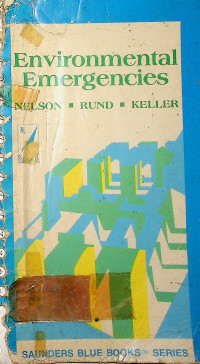 Environmental
Emergencies
NELSON ▪ RUND ▪ KELLER
SAUNDERS BLUE BOOKS SERIES